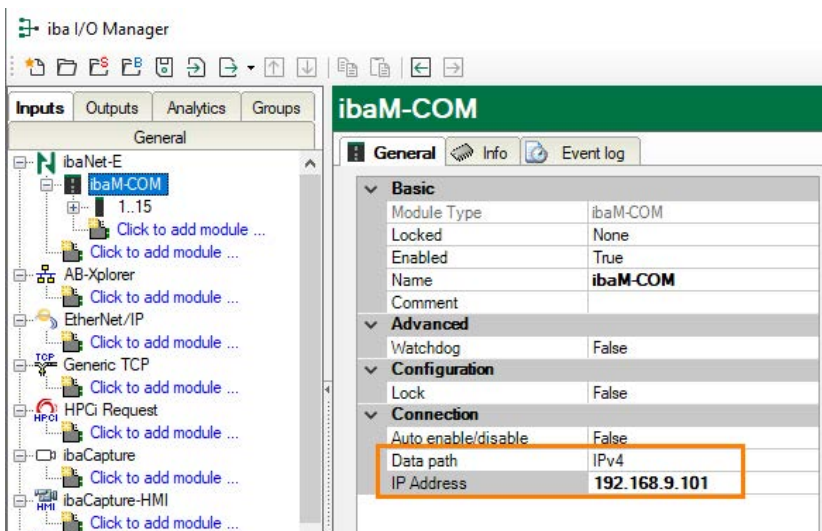 iba I/O Manager
Inputs Outputs Analytics Groups
General
ibaNet-E
ibaM-COM
1..15
Click to add module ...
Click to add module ...
AB-Xplorer
Click to add module ...
EtherNet/IP
Click to add module ...
TCP
Generic TCP
Click to add module ...
HPCi
HPCi Request
Click to add module ...
ibaCapture
Click to add module ...
HMI
ibaCapture-HMI
Click to add module ...
ibaM-COM
General Info Event log
Basic
Module Type ibaM-COM
Locked None
Enabled True
Name ibaM-COM
Comment
Advanced
Watchdog False
Configuration
Lock False
Connection
Auto enable/disable False
Data path IPv4
IP Address 192.168.9.101